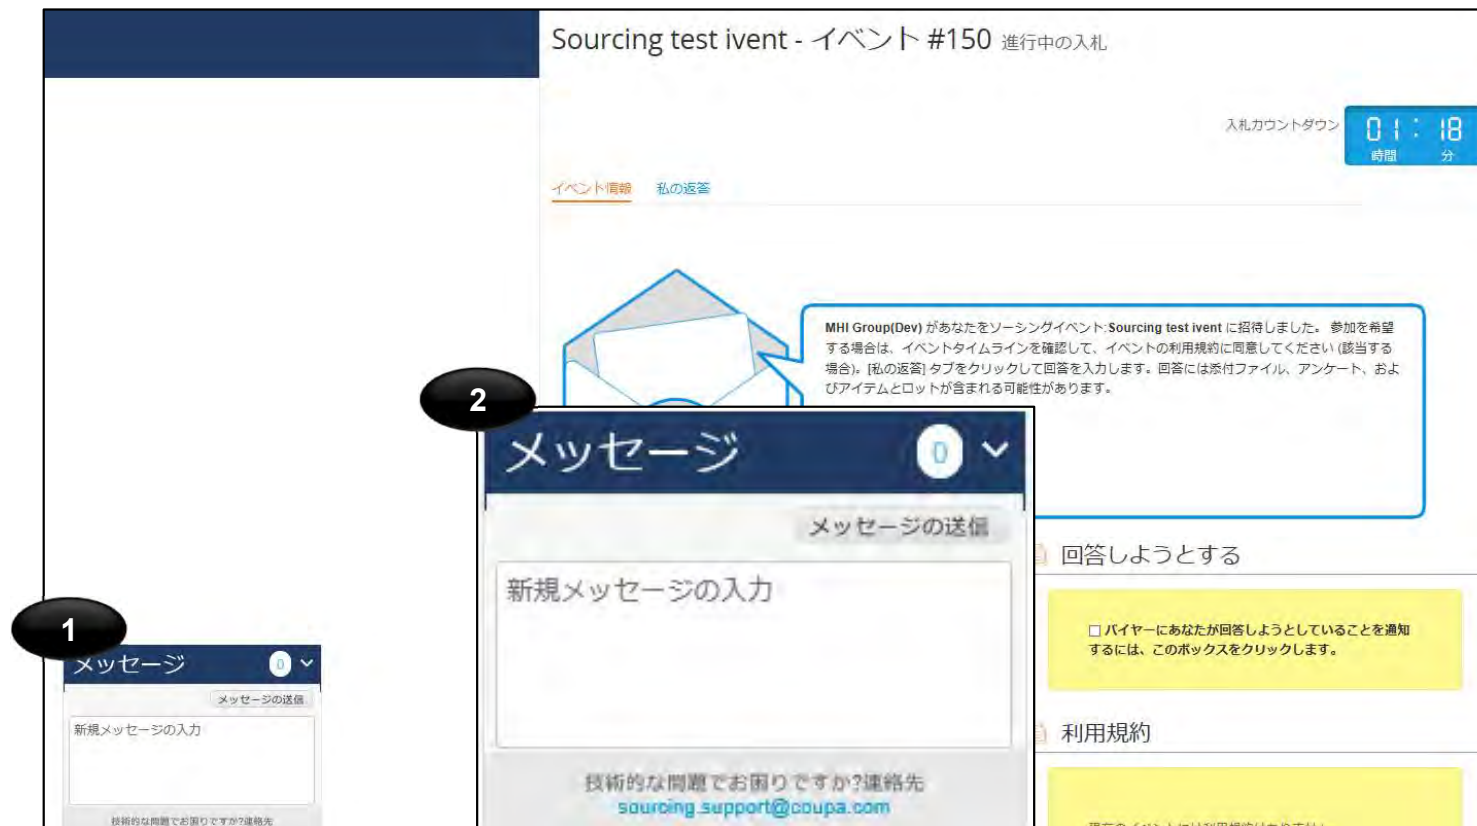 Sourcing test ivent - イベント #150 進行中の入札
入札カウントダウン
01 : 18
時間 分
イベント情報 私の返答
MHI Group(Dev) があなたをソーシングイベント:Sourcing test ivent に招待しました。 参加を希望
する場合は、イベントタイムラインを確認して、イベントの利用規約に同意してください (該当する
場合)。[私の返答] タブをクリックして回答を入力します。回答には添付ファイル、アンケート、およ
びアイテムとロットが含まれる可能性があります。
2
メッセージ 0
メッセージの送信
新規メッセージの入力
技術的な問題でお困りですか?連絡先
sourcing.support@coupa.com
回答しようとする
バイヤーにあなたが回答しようとしていることを通知
するには、このボックスをクリックします。
利用規約
1
メッセージ 0
メッセージの送信
新規メッセージの入力
技術的な問題でお困りですか?連絡先